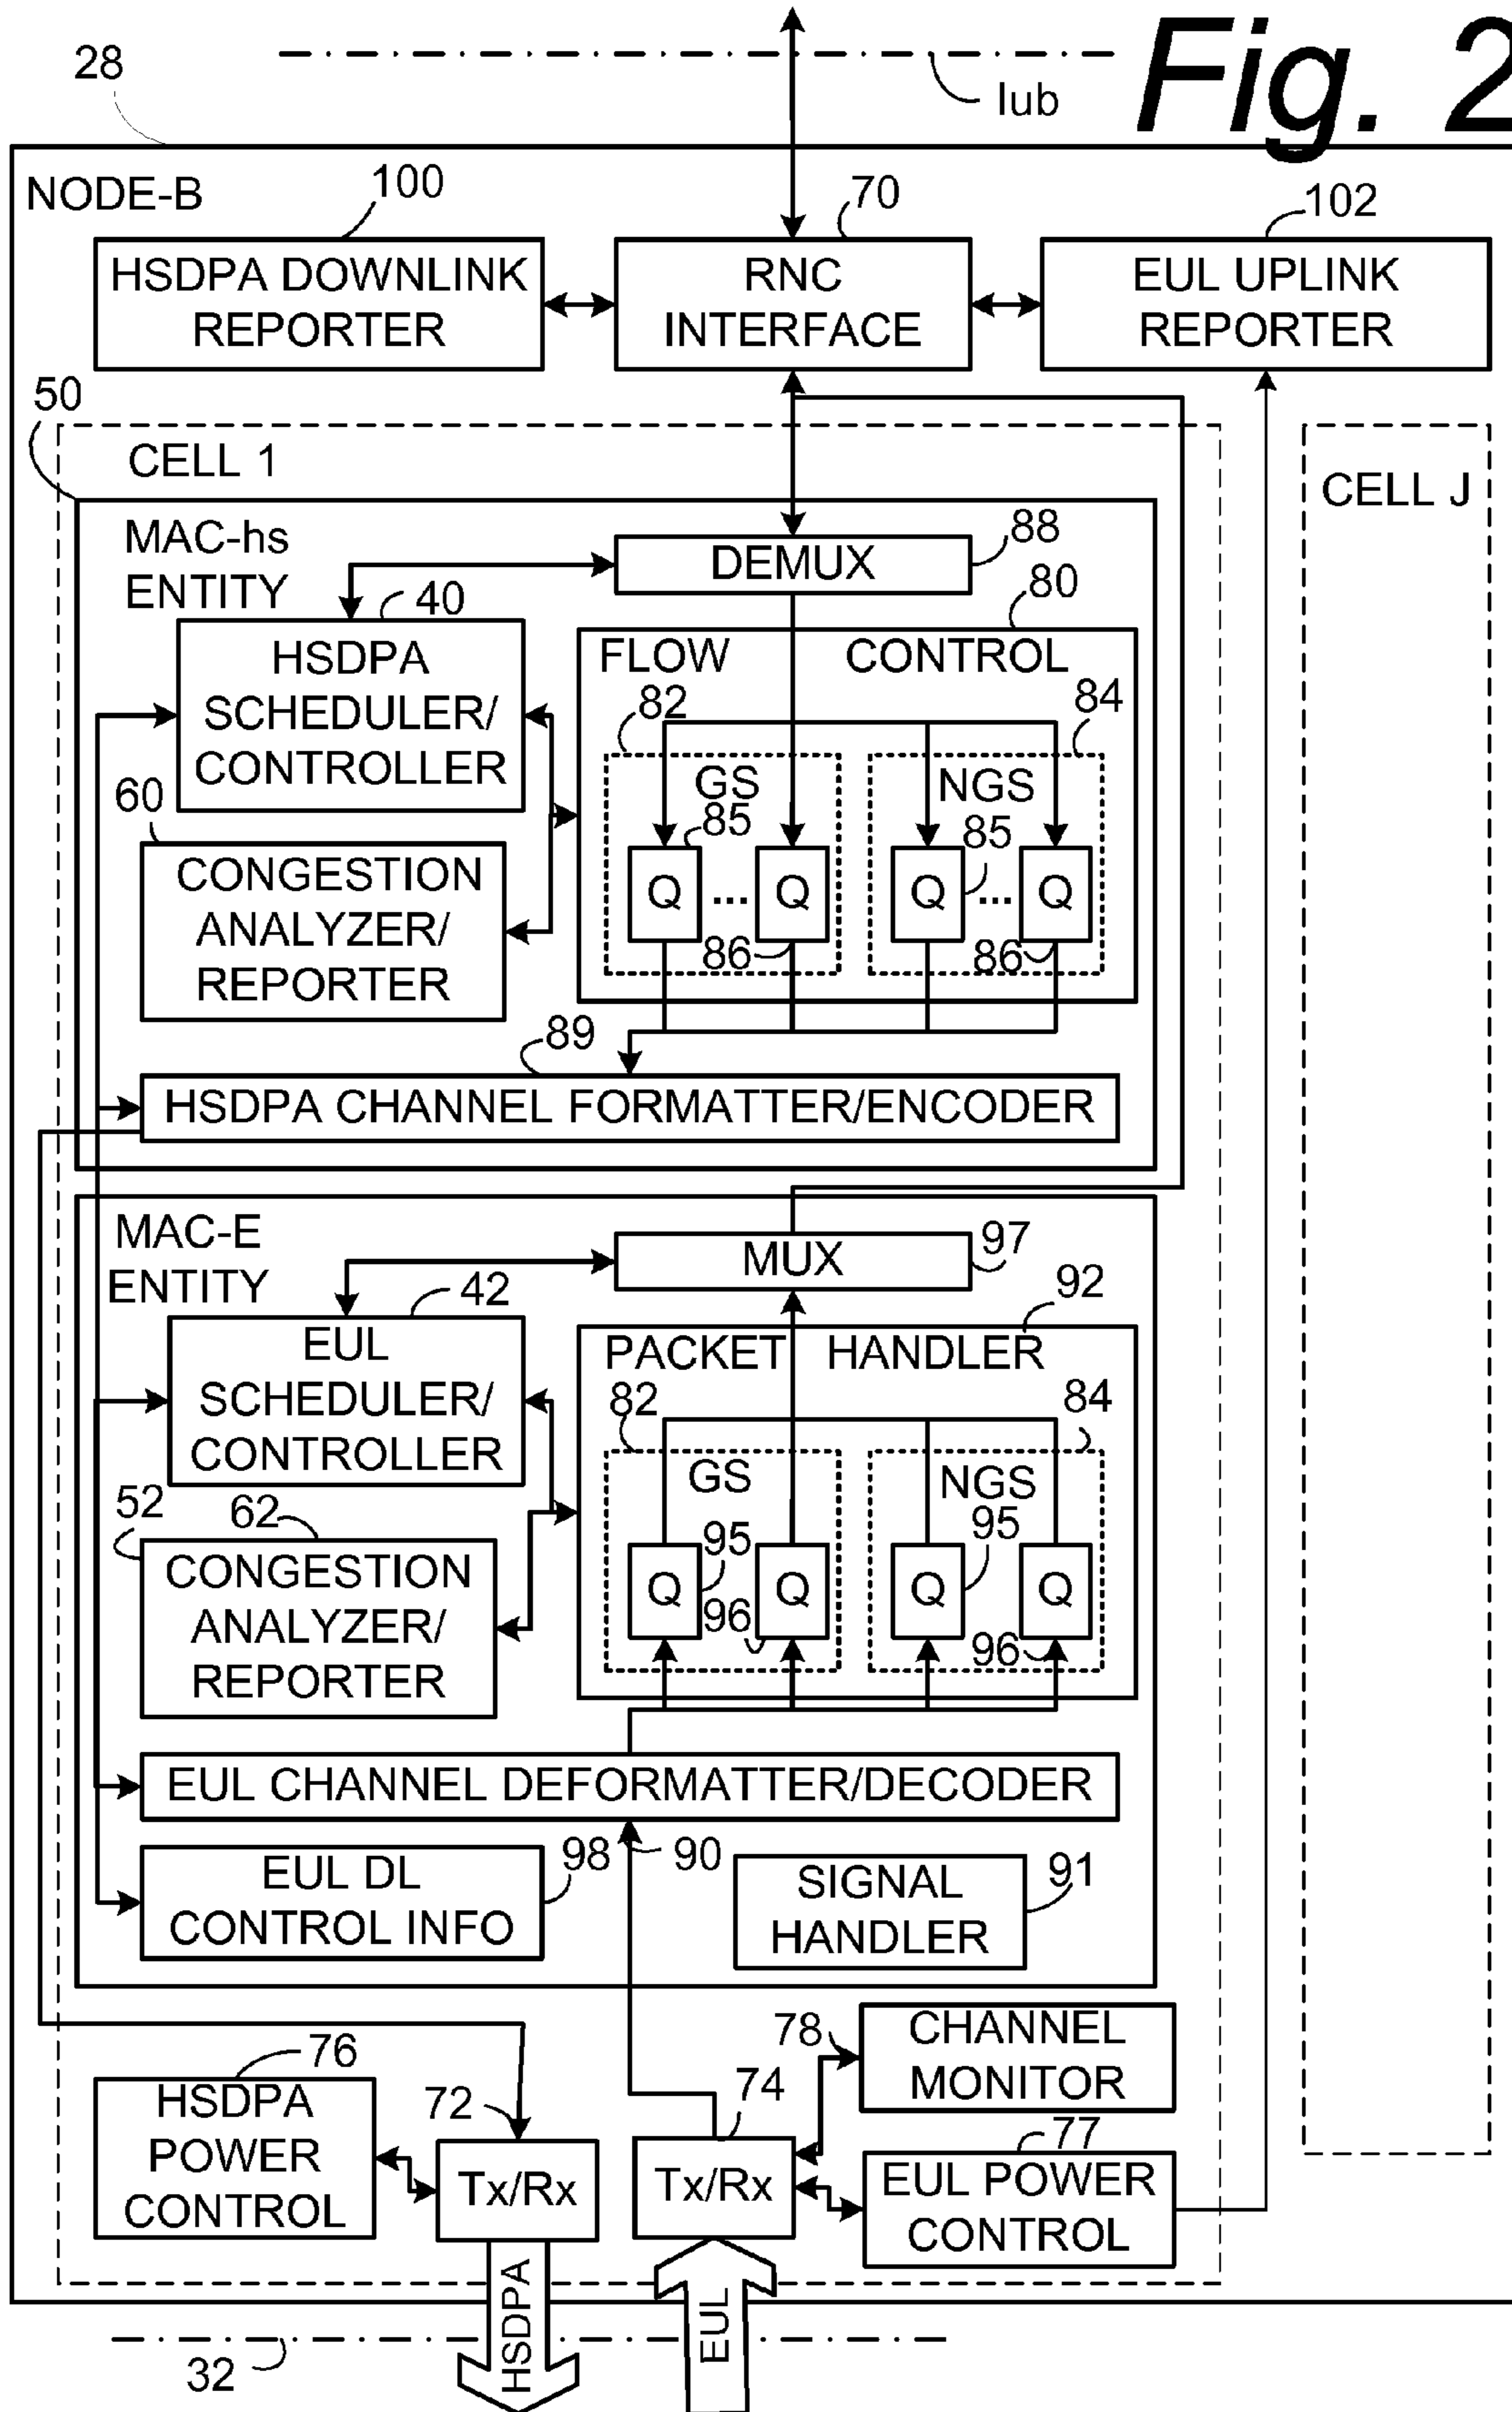 Fig. 2
28
Iub
NODE-B
100
70
102
HSDPA DOWNLINK
REPORTER
RNC
INTERFACE
EUL UPLINK
REPORTER
50
CELL 1
CELL J
MAC-hs
ENTITY
DEMUX
88
40
80
HSDPA
SCHEDULER/
CONTROLLER
FLOW CONTROL
82
84
GS
NGS
60
85
85
CONGESTION
ANALYZER/
REPORTER
Q ... Q
Q ... Q
86
86
89
HSDPA CHANNEL FORMATTER/ENCODER
MAC-E
ENTITY
MUX
97
42
92
EUL
SCHEDULER/
CONTROLLER
PACKET HANDLER
82
84
GS
NGS
52
62
95
95
CONGESTION
ANALYZER/
REPORTER
Q Q
Q Q
96
96
EUL CHANNEL DEFORMATTER/DECODER
98
90
91
EUL DL
CONTROL INFO
SIGNAL
HANDLER
76
72
74
78
CHANNEL
MONITOR
HSDPA
POWER
CONTROL
Tx/Rx
Tx/Rx
77
EUL POWER
CONTROL
HSDPA
EUL
32